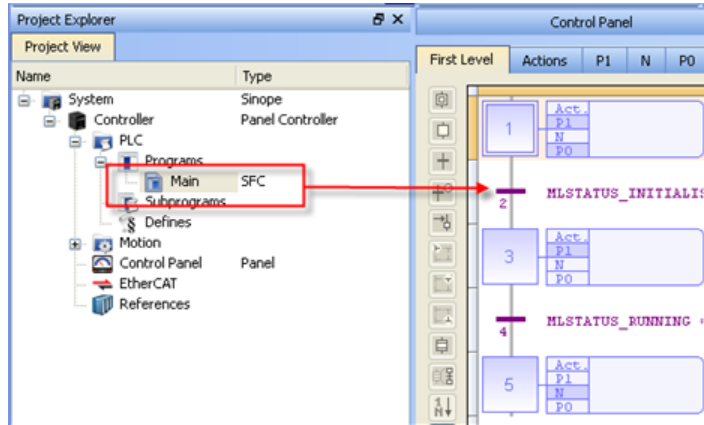 Project Explorer
Project View
Name Type
System Sinope
Controller Panel Controller
PLC
Programs
Main SFC
Subprograms
Defines
Motion
Control Panel Panel
EtherCAT
References
Control Panel
First Level Actions P1 N P0
1 Act.
P1
N
P0
2 MLSTATUS_INITIALIS
3 Act.
P1
N
P0
4 MLSTATUS_RUNNING
5 Act.
P1
N
P0